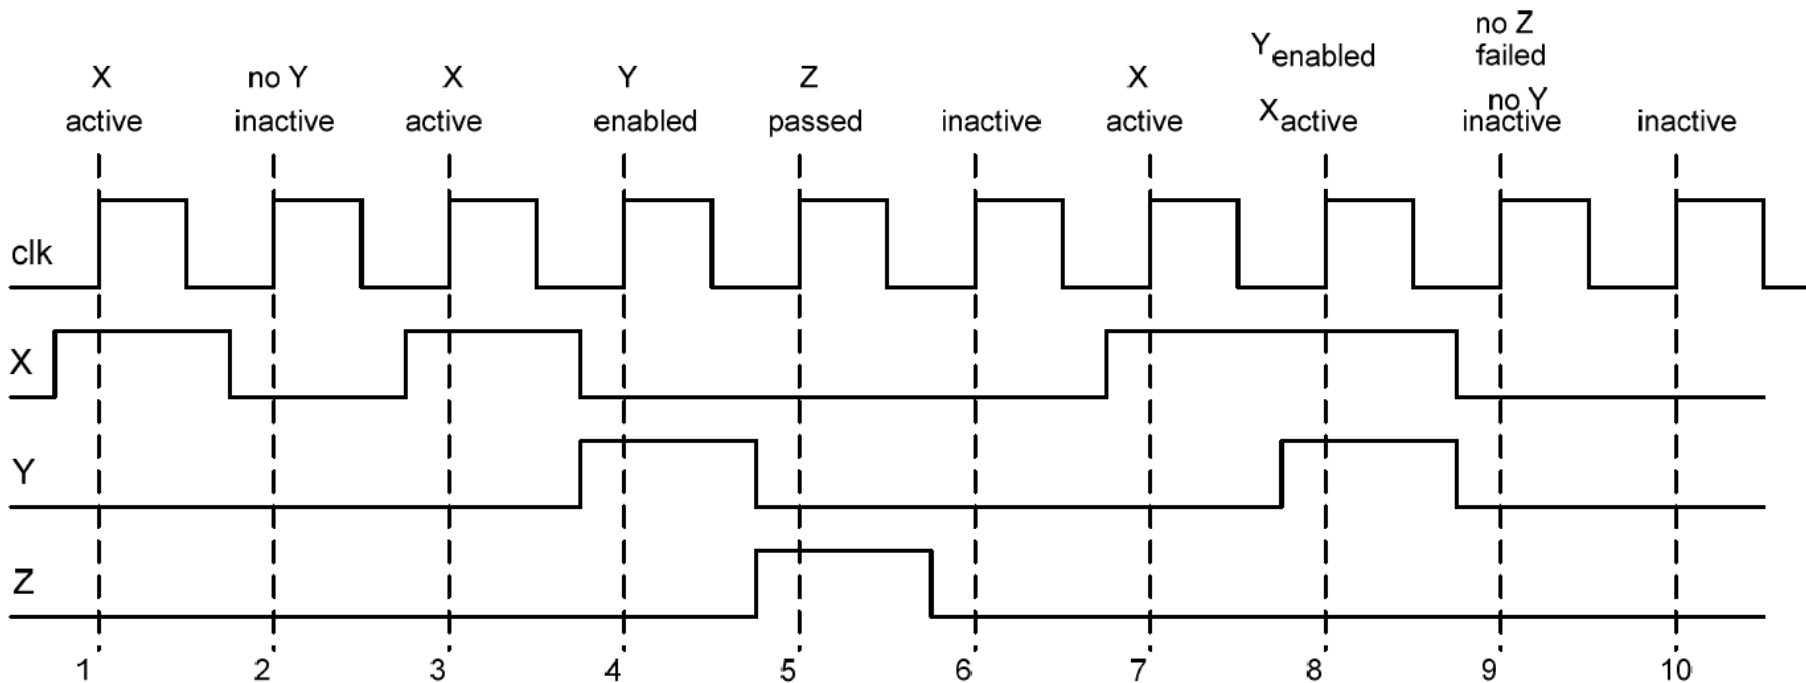 no Z
Y enabled failed
X no Y X Y Z X no Y
active inactive active enabled passed inactive active X active inactive inactive
clk
X
Y
Z
1 2 3 4 5 6 7 8 9 10